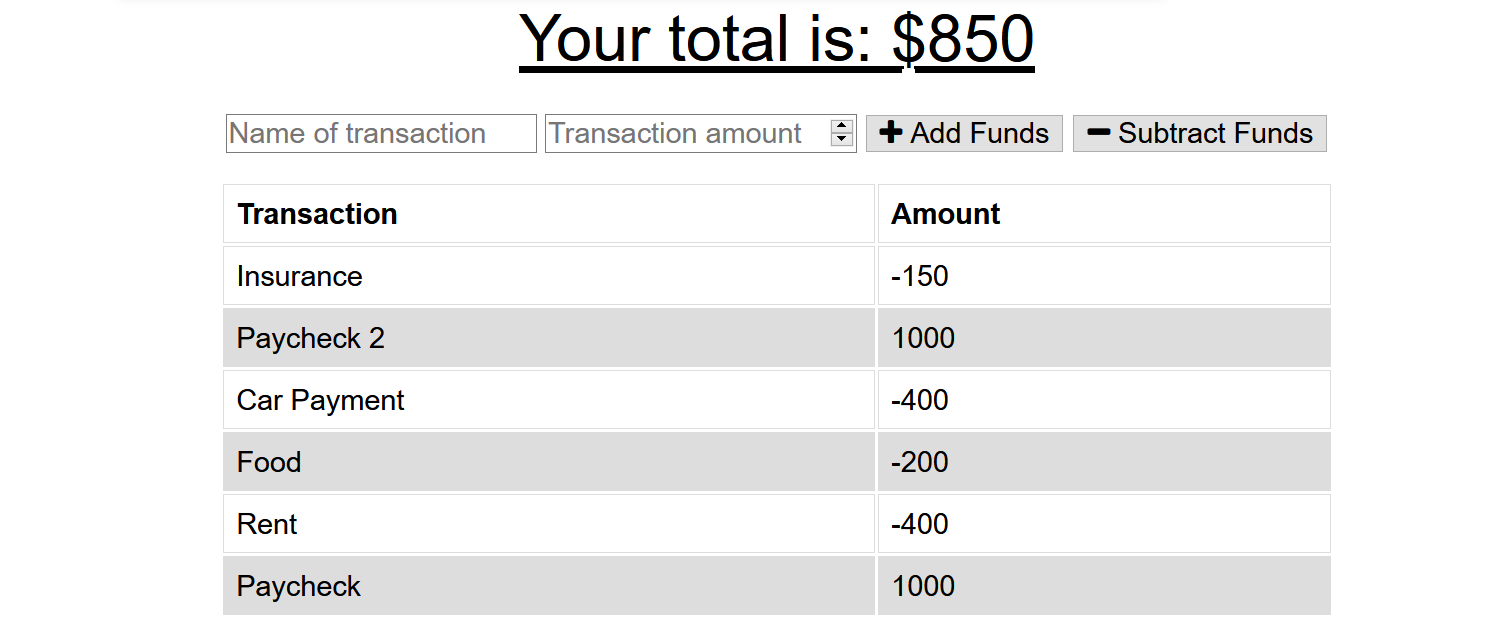 Your total is: $850
Name of transaction Transaction amount Add Funds Subtract Funds
Transaction Amount
Insurance -150
Paycheck 2 1000
Car Payment -400
Food -200
Rent -400
Paycheck 1000